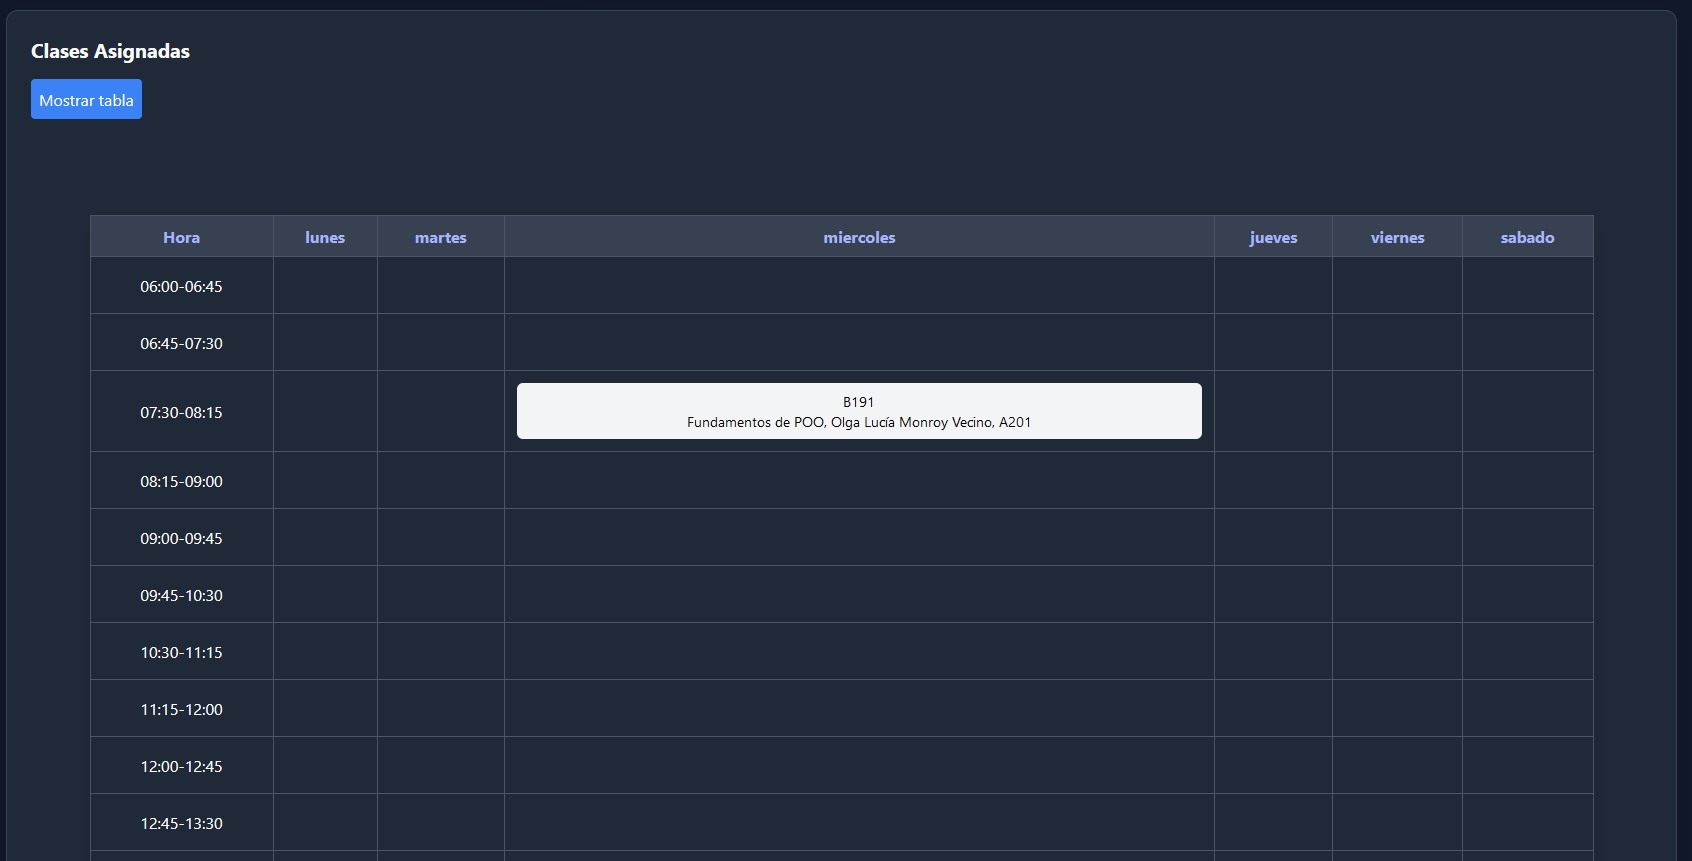 Clases Asignadas
Mostrar tabla
Hora lunes martes miercoles jueves viernes sabado
06:00-06:45
06:45-07:30
07:30-08:15
B191
Fundamentos de POO, Olga Lucía Monroy Vecino, A201
08:15-09:00
09:00-09:45
09:45-10:30
10:30-11:15
11:15-12:00
12:00-12:45
12:45-13:30